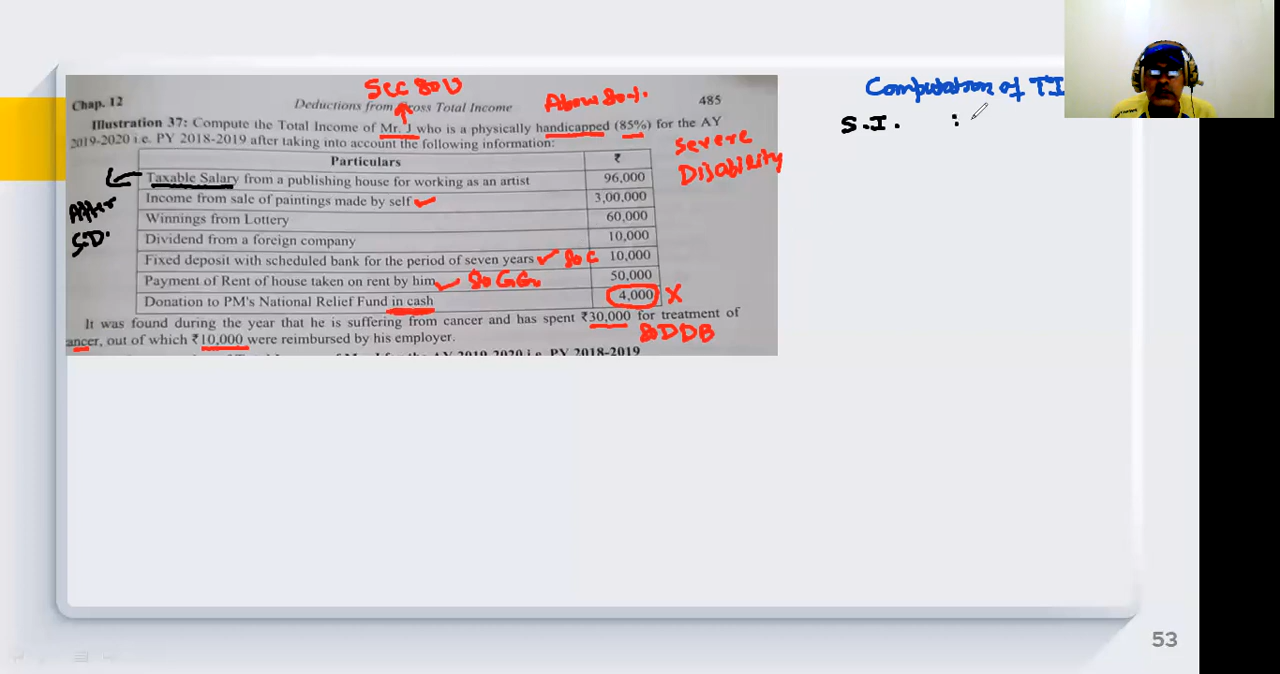 Sec 80U
Chap. 12
Deductions from Gross Total Income
Above 80%.
485
Illustration 37: Compute the Total Income of Mr. J who is a physically handicapped (85%) for the AY
2019-2020 i.e. PY 2018-2019 after taking into account the following information:
Severe
Disability
Particulars ₹
Taxable Salary from a publishing house for working as an artist 96,000
Income from sale of paintings made by self ✓ 3,00,000
After
S.D.
Winnings from Lottery 60,000
Dividend from a foreign company 10,000
Fixed deposit with scheduled bank for the period of seven years ✓ 80C 10,000
Payment of Rent of house taken on rent by him ✓ 80GG. 50,000
Donation to PM's National Relief Fund in cash 4,000 X
It was found during the year that he is suffering from cancer and has spent ₹30,000 for treatment of
80DDB
ancer, out of which ₹10,000 were reimbursed by his employer.
2019-2020 i.e. PY 2018-2019
Computation of TI
S.I. :
53